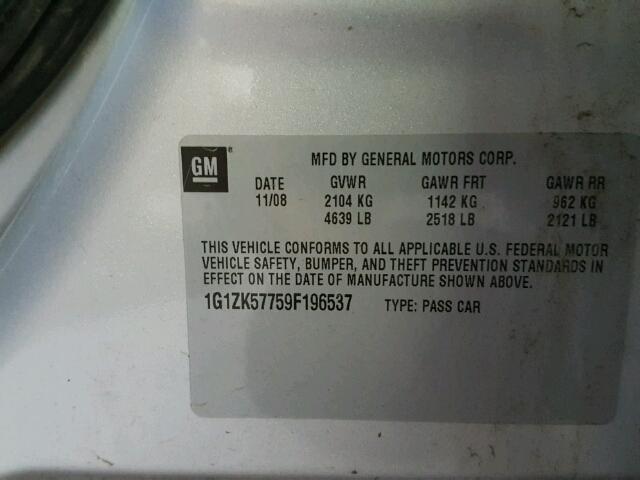 GM ®
MFD BY GENERAL MOTORS CORP.
DATE GVWR GAWR FRT GAWR RR
11/08 2104 KG 1142 KG 962 KG
4639 LB 2518 LB 2121 LB
THIS VEHICLE CONFORMS TO ALL APPLICABLE U.S. FEDERAL MOTOR
VEHICLE SAFETY, BUMPER, AND THEFT PREVENTION STANDARDS IN
EFFECT ON THE DATE OF MANUFACTURE SHOWN ABOVE.
1G1ZK57759F196537 TYPE: PASS CAR